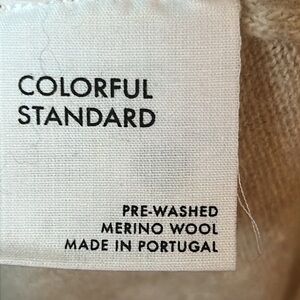 COLORFUL
STANDARD
PRE-WASHED
MERINO WOOL
MADE IN PORTUGAL